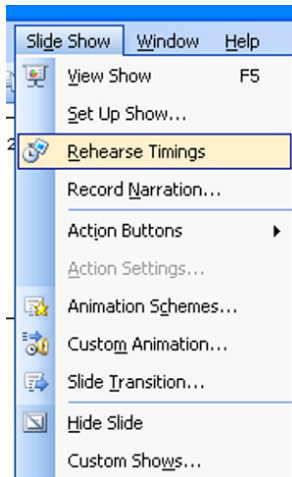 Slide Show Window Help
View Show F5
Set Up Show...
2
Rehearse Timings
Record Narration...
Action Buttons
Action Settings...
Animation Schemes...
Custom Animation...
Slide Transition...
Hide Slide
Custom Shows...